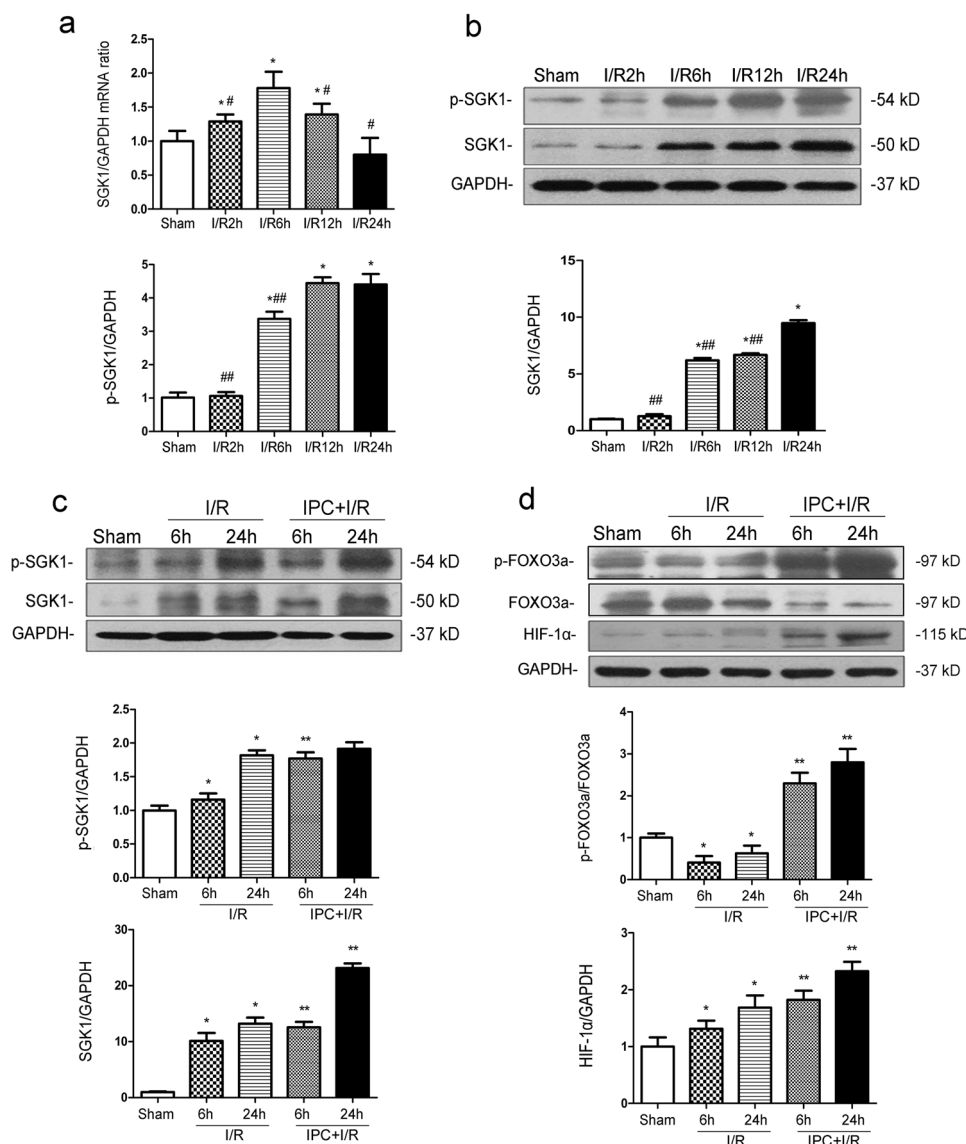 a
SGK1/GAPDH mRNA ratio
2.5
2.0
1.5
1.0
0.5
0.0
*#
*
*#
#
Sham I/R2h I/R6h I/R12h I/R24h
b
Sham I/R2h I/R6h I/R12h I/R24h
p-SGK1- -54 kD
SGK1- -50 kD
GAPDH- -37 kD
p-SGK1/GAPDH
5
4
3
2
1
0
##
*##
*
*
Sham I/R2h I/R6h I/R12h I/R24h
SGK1/GAPDH
15
10
5
0
##
*##
*##
*
Sham I/R2h I/R6h I/R12h I/R24h
c
I/R IPC+I/R
Sham 6h 24h 6h 24h
p-SGK1- -54 kD
SGK1- -50 kD
GAPDH- -37 kD
p-SGK1/GAPDH
2.5
2.0
1.5
1.0
0.5
0.0
*
*
**
Sham 6h 24h 6h 24h
I/R IPC+I/R
SGK1/GAPDH
30
20
10
0
*
*
**
**
Sham 6h 24h 6h 24h
I/R IPC+I/R
d
I/R IPC+I/R
Sham 6h 24h 6h 24h
p-FOXO3a- -97 kD
FOXO3a- -97 kD
HIF-1α- -115 kD
GAPDH- -37 kD
p-FOXO3a/FOXO3a
4
3
2
1
0
*
*
**
**
Sham 6h 24h 6h 24h
I/R IPC+I/R
HIF-1α/GAPDH
3
2
1
0
*
*
**
**
Sham 6h 24h 6h 24h
I/R IPC+I/R